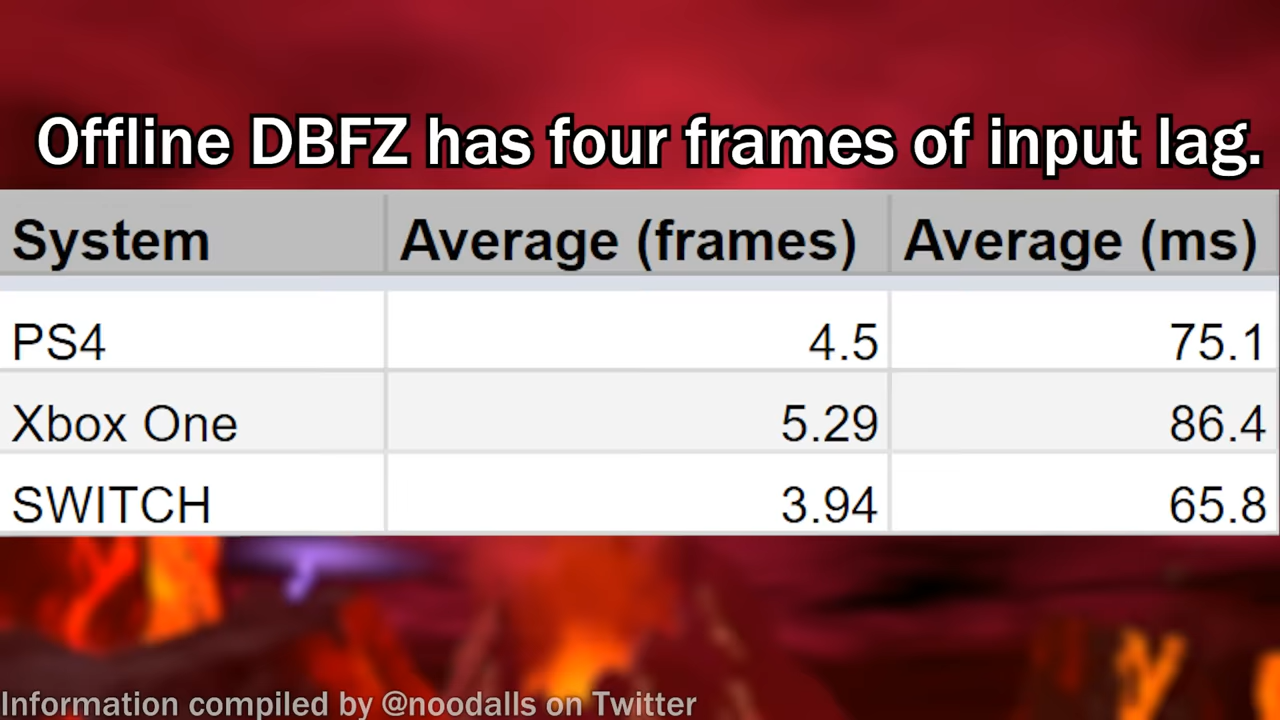 Offline DBFZ has four frames of input lag.
System Average (frames) Average (ms)
PS4 4.5 75.1
Xbox One 5.29 86.4
SWITCH 3.94 65.8
Information compiled by @noodalls on Twitter